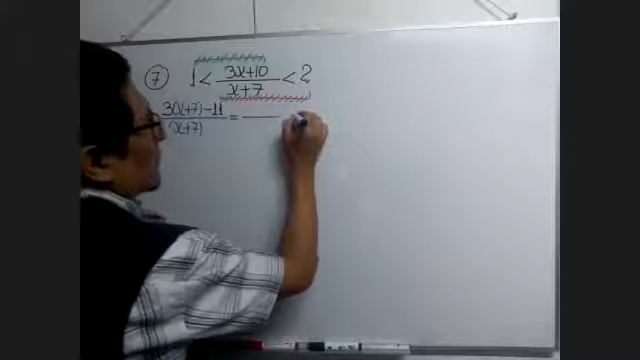 7 1 < (3x+10)/(x+7) < 2
(3(x+7)-11)/(x+7) =